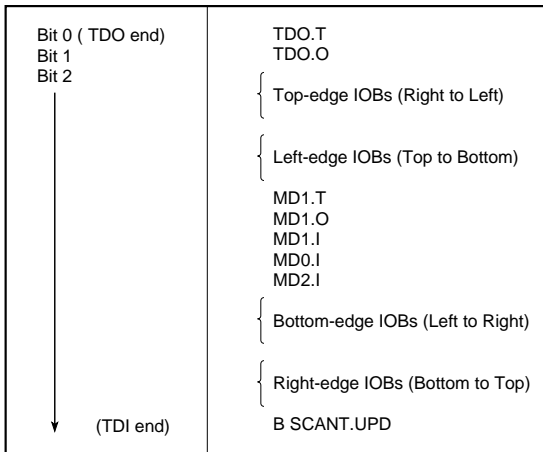 Bit 0 ( TDO end)
Bit 1
Bit 2
(TDI end)
TDO.T
TDO.O
Top-edge IOBs (Right to Left)
Left-edge IOBs (Top to Bottom)
MD1.T
MD1.O
MD1.I
MD0.I
MD2.I
Bottom-edge IOBs (Left to Right)
Right-edge IOBs (Bottom to Top)
B SCANT.UPD